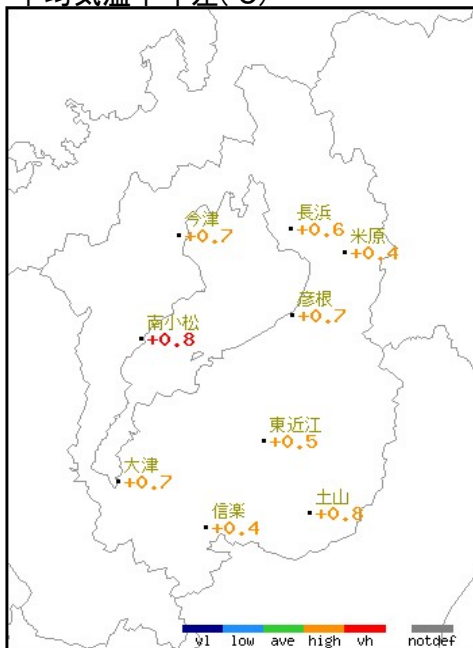 平均気温平年差(℃)
今津
+0.7
長浜
+0.6
米原
+0.4
彦根
+0.7
南小松
+0.8
東近江
+0.5
大津
+0.7
土山
+0.8
信楽
+0.4
yl low ave high vh notdef